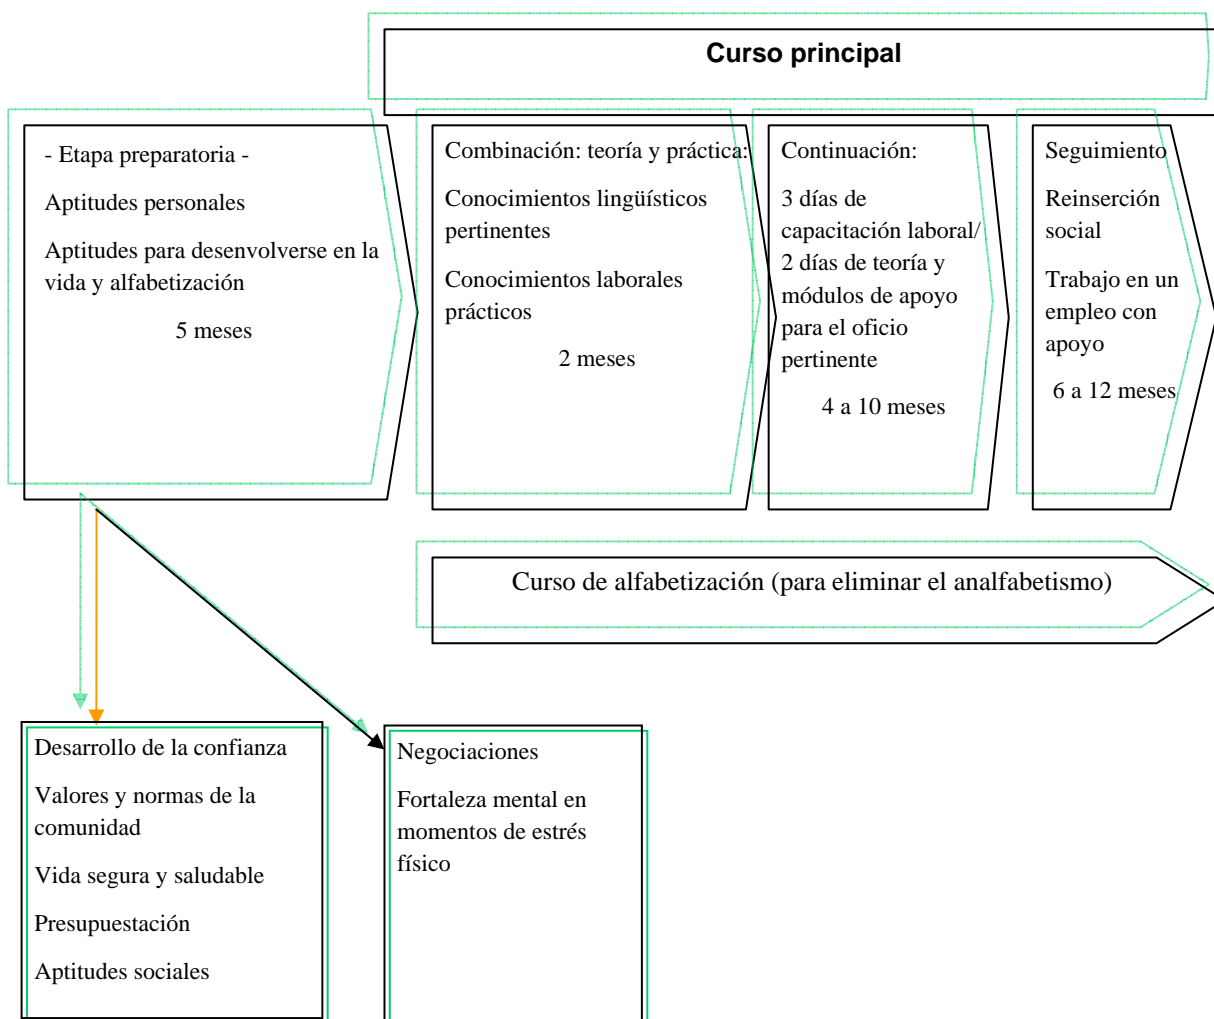 Curso principal
- Etapa preparatoria -
Aptitudes personales
Aptitudes para desenvolverse en la
vida y alfabetización
5 meses
Combinación: teoría y práctica:
Conocimientos lingüísticos
pertinentes
Conocimientos laborales
prácticos
2 meses
Continuación:
3 días de
capacitación laboral/
2 días de teoría y
módulos de apoyo
para el oficio
pertinente
4 a 10 meses
Seguimiento
Reinserción
social
Trabajo en un
empleo con
apoyo
6 a 12 meses
Curso de alfabetización (para eliminar el analfabetismo)
Desarrollo de la confianza
Valores y normas de la
comunidad
Vida segura y saludable
Presupuestación
Aptitudes sociales
Negociaciones
Fortaleza mental en
momentos de estrés
físico